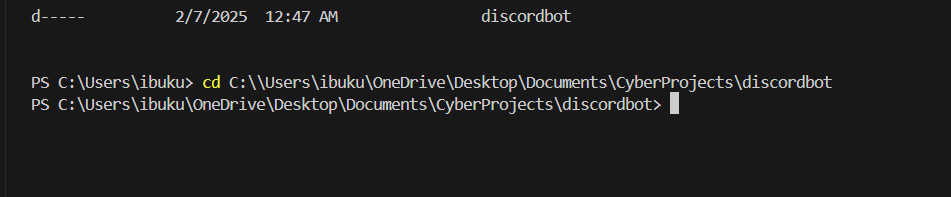 d----- 2/7/2025 12:47 AM discordbot
PS C:\Users\ibuku> cd C:\\Users\ibuku\OneDrive\Desktop\Documents\CyberProjects\discordbot
PS C:\Users\ibuku\OneDrive\Desktop\Documents\CyberProjects\discordbot>